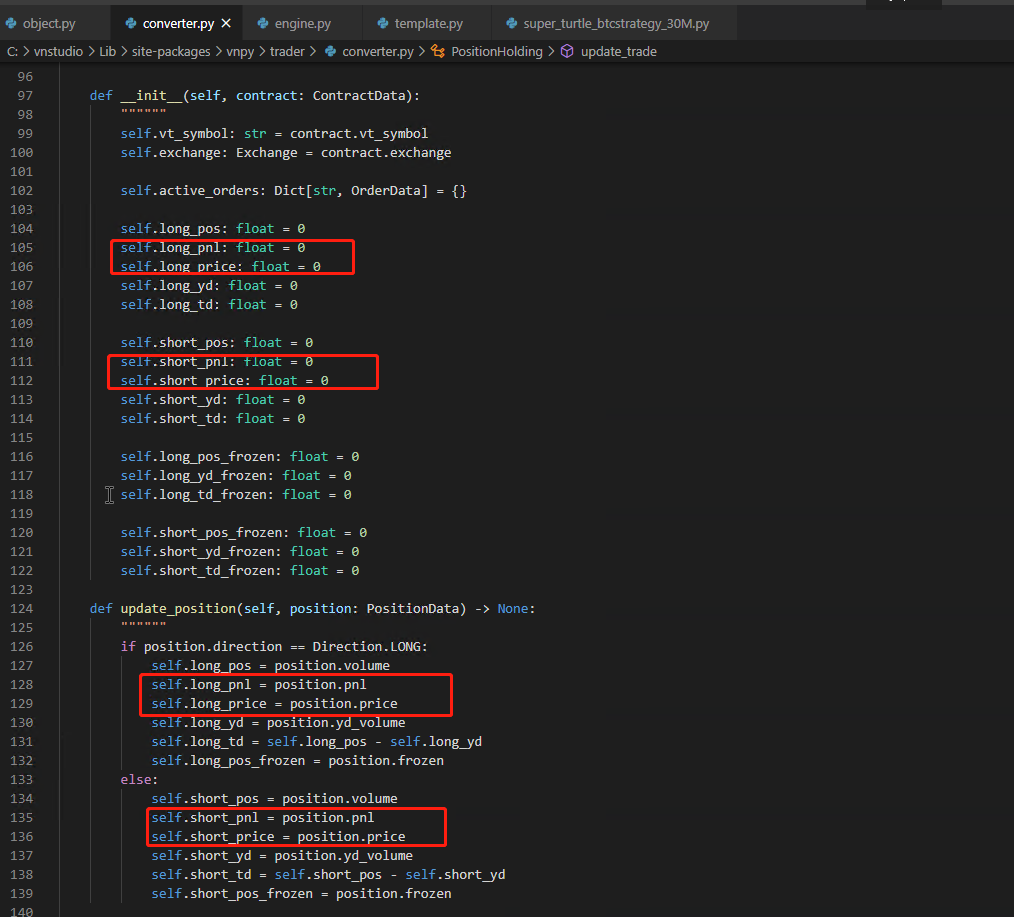 object.py converter.py × engine.py template.py super_turtle_btcstrategy_30M.py
C: > vnstudio > Lib > site-packages > vnpy > trader > converter.py > PositionHolding > update_trade
96
97 def __init__(self, contract: ContractData):
98 """"""
99 self.vt_symbol: str = contract.vt_symbol
100 self.exchange: Exchange = contract.exchange
101
102 self.active_orders: Dict[str, OrderData] = {}
103
104 self.long_pos: float = 0
105 self.long_pnl: float = 0
106 self.long_price: float = 0
107 self.long_yd: float = 0
108 self.long_td: float = 0
109
110 self.short_pos: float = 0
111 self.short_pnl: float = 0
112 self.short_price: float = 0
113 self.short_yd: float = 0
114 self.short_td: float = 0
115
116 self.long_pos_frozen: float = 0
117 self.long_yd_frozen: float = 0
118 self.long_td_frozen: float = 0
119
120 self.short_pos_frozen: float = 0
121 self.short_yd_frozen: float = 0
122 self.short_td_frozen: float = 0
123
124 def update_position(self, position: PositionData) -> None:
125 """"""
126 if position.direction == Direction.LONG:
127 self.long_pos = position.volume
128 self.long_pnl = position.pnl
129 self.long_price = position.price
130 self.long_yd = position.yd_volume
131 self.long_td = self.long_pos - self.long_yd
132 self.long_pos_frozen = position.frozen
133 else:
134 self.short_pos = position.volume
135 self.short_pnl = position.pnl
136 self.short_price = position.price
137 self.short_yd = position.yd_volume
138 self.short_td = self.short_pos - self.short_yd
139 self.short_pos_frozen = position.frozen
140